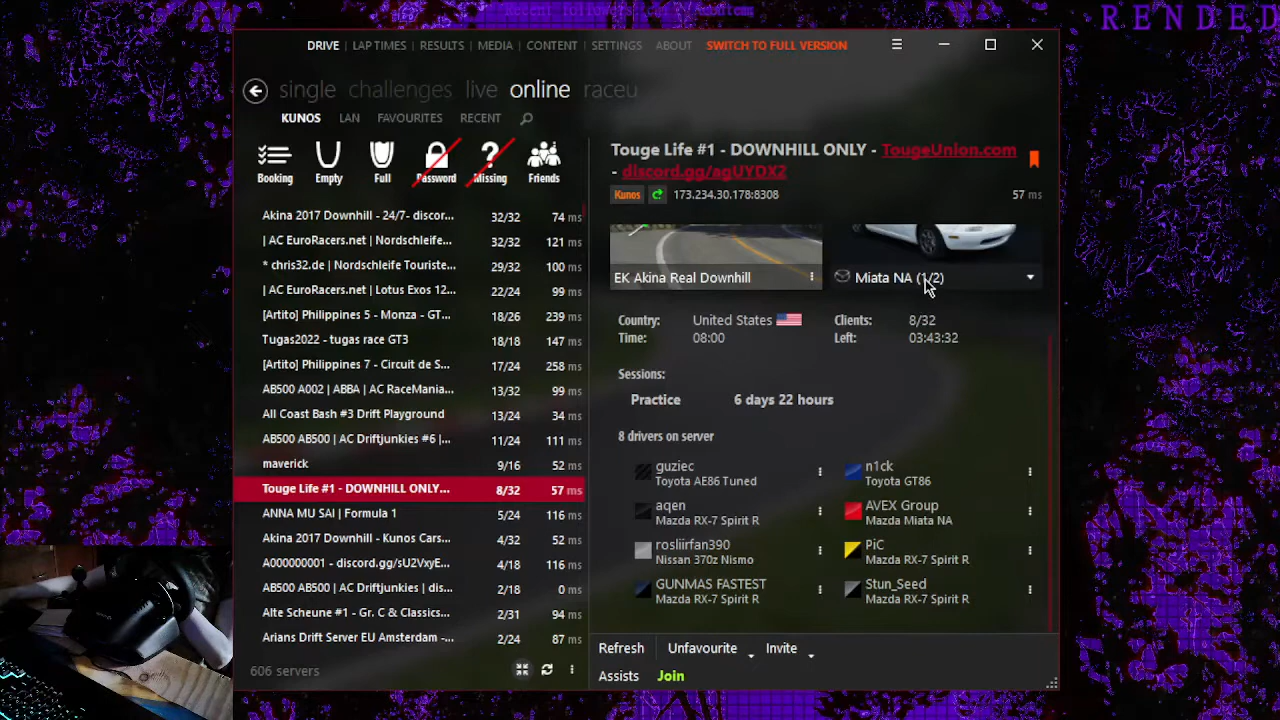 RENDED
DRIVE | LAP TIMES | RESULTS | MEDIA | CONTENT | SETTINGS | ABOUT SWITCH TO FULL VERSION
single challenges live online raceu
KUNOS LAN FAVOURITES RECENT
Booking Empty Full Password Missing Friends
Akina 2017 Downhill - 24/7- discor... 32/32 74 ms
| AC EuroRacers.net | Nordschleife... 32/32 121 ms
* chris32.de | Nordschleife Touriste... 29/32 100 ms
| AC EuroRacers.net | Lotus Exos 12... 22/24 99 ms
[Artito] Philippines 5 - Monza - GT... 18/26 239 ms
Tugas2022 - tugas race GT3 18/18 147 ms
[Artito] Philippines 7 - Circuit de S... 17/24 258 ms
AB500 A002 | ABBA | AC RaceMania... 13/32 99 ms
All Coast Bash #3 Drift Playground 13/24 34 ms
AB500 AB500 | AC Driftjunkies #6 |... 11/24 111 ms
maverick 9/16 52 ms
Touge Life #1 - DOWNHILL ONLY... 8/32 57 ms
ANNA MU SAI | Formula 1 5/24 116 ms
Akina 2017 Downhill - Kunos Cars... 4/32 52 ms
A000000001 - discord.gg/sU2VxyE... 4/18 116 ms
AB500 AB500 | AC Driftjunkies | dis... 2/18 0 ms
Alte Scheune #1 - Gr. C & Classics... 2/31 94 ms
Arians Drift Server EU Amsterdam -... 2/24 87 ms
606 servers
Touge Life #1 - DOWNHILL ONLY - TougeUnion.com
- discord.gg/agUYDX2
Kunos 173.234.30.178:8308 57 ms
EK Akina Real Downhill Miata NA (1/2)
Country: United States Clients: 8/32
Time: 08:00 Left: 03:43:32
Sessions:
Practice 6 days 22 hours
8 drivers on server
guziec n1ck
Toyota AE86 Tuned Toyota GT86
aqen AVEX Group
Mazda RX-7 Spirit R Mazda Miata NA
rosliirfan390 PiC
Nissan 370z Nismo Mazda RX-7 Spirit R
GUNMAS FASTEST Stun_Seed
Mazda RX-7 Spirit R Mazda RX-7 Spirit R
Refresh Unfavourite Invite
Assists Join